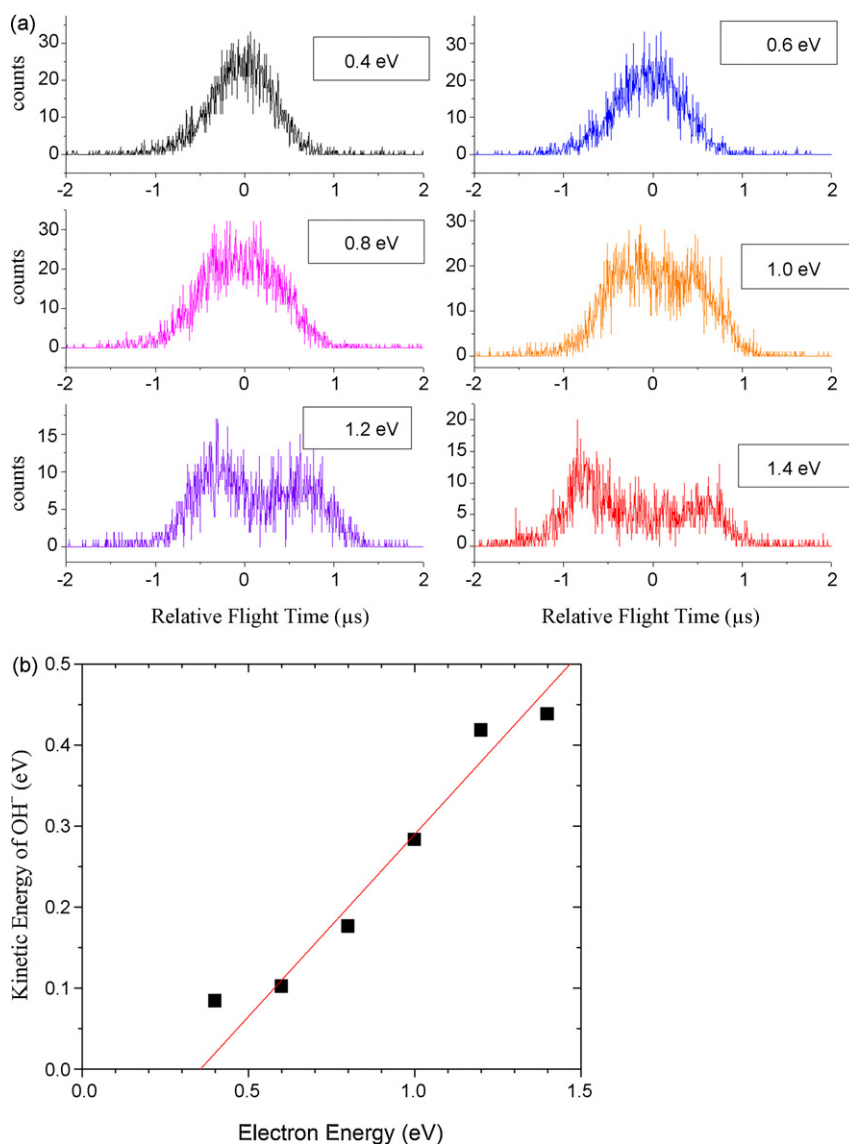 (a)
0.4 eV
counts
30
20
10
0
-2 -1 0 1 2
0.6 eV
30
20
10
0
-2 -1 0 1 2
0.8 eV
counts
30
20
10
0
-2 -1 0 1 2
1.0 eV
30
20
10
0
-2 -1 0 1 2
1.2 eV
counts
15
10
5
0
-2 -1 0 1 2
Relative Flight Time (µs)
1.4 eV
20
15
10
5
0
-2 -1 0 1 2
Relative Flight Time (µs)
(b)
Kinetic Energy of OH⁻ (eV)
0.5
0.4
0.3
0.2
0.1
0.0
0.0 0.5 1.0 1.5
Electron Energy (eV)